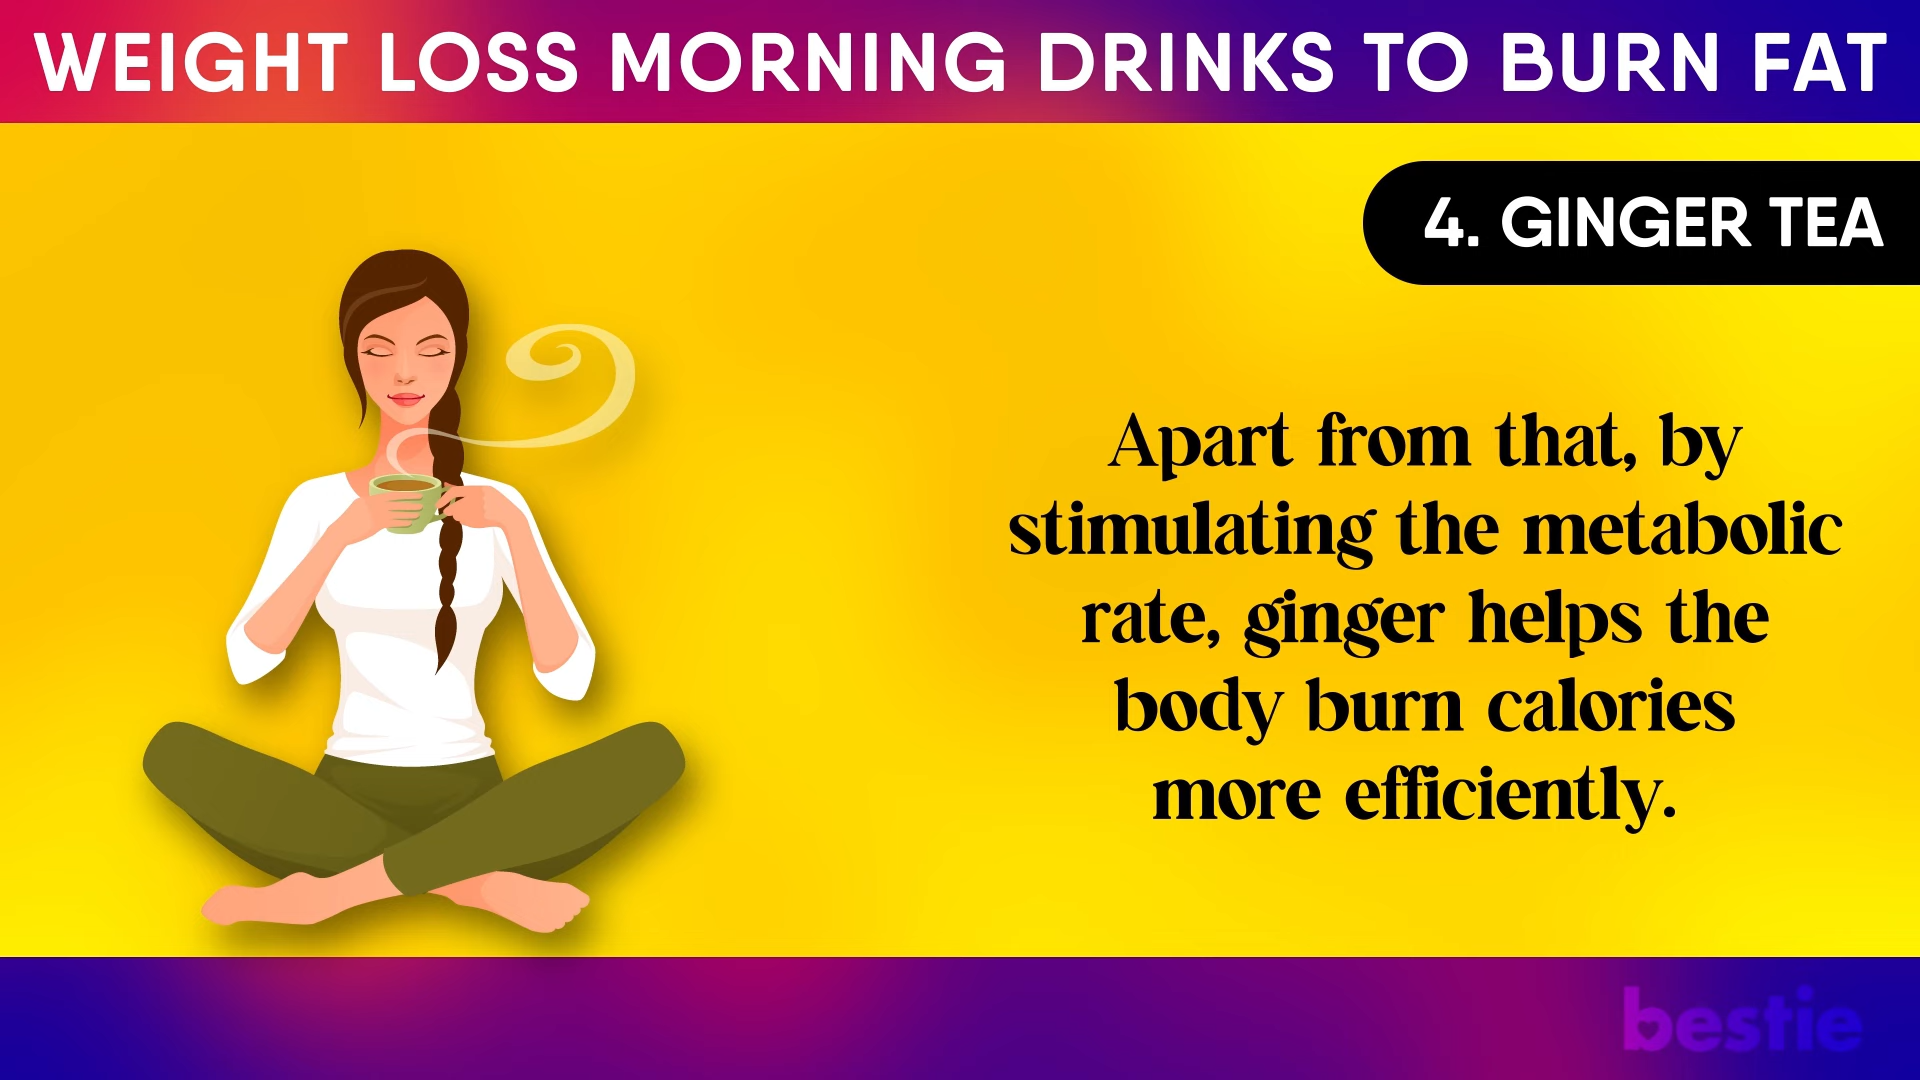 WEIGHT LOSS MORNING DRINKS TO BURN FAT
4. GINGER TEA
Apart from that, by
stimulating the metabolic
rate, ginger helps the
body burn calories
more efficiently.
bestie